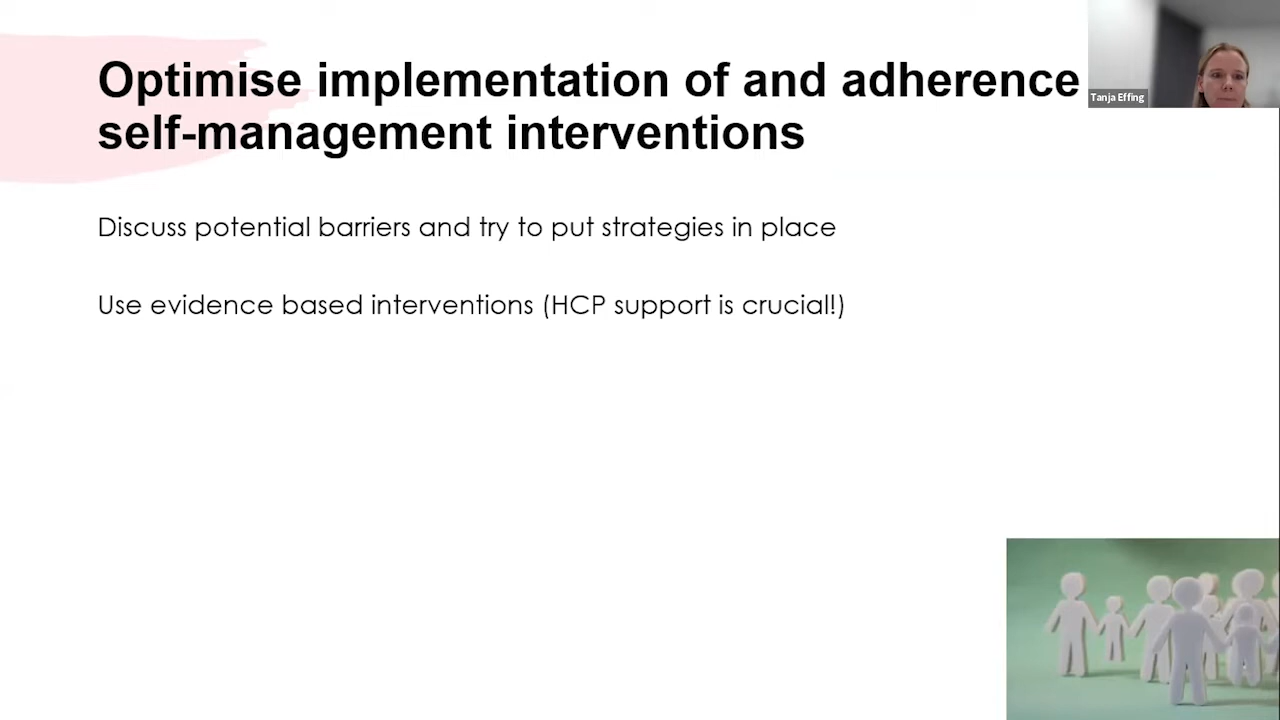 Optimise implementation of and adherence
self-management interventions
Tanja Effing
Discuss potential barriers and try to put strategies in place
Use evidence based interventions (HCP support is crucial!)